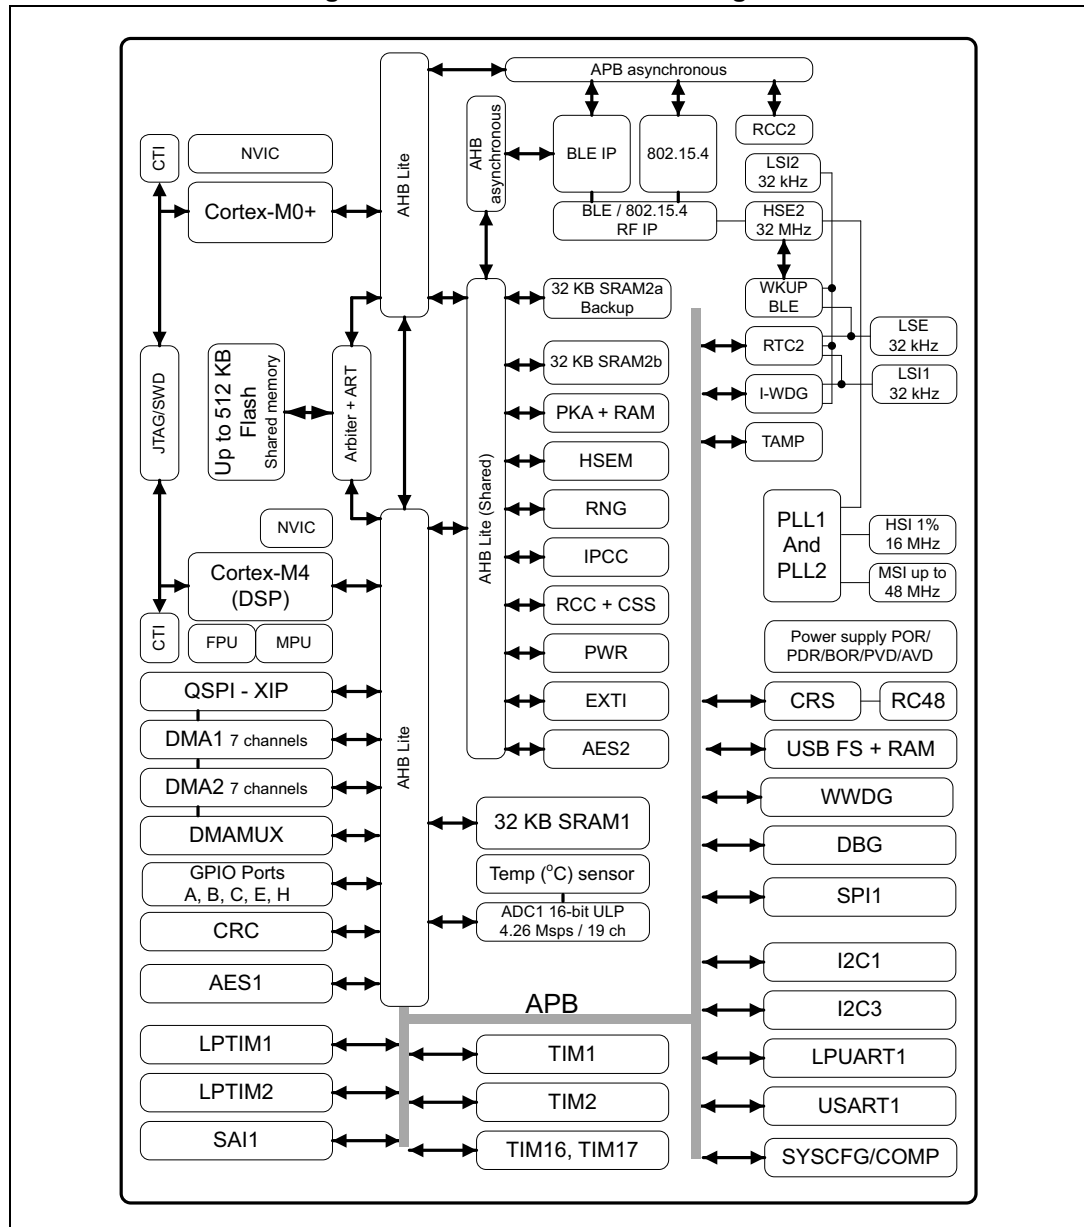 APB asynchronous
AHB Lite
AHB
asynchronous
BLE IP
802.15.4
RCC2
CTI
NVIC
LSI2
32 kHz
Cortex-M0+
BLE / 802.15.4
RF IP
HSE2
32 MHz
32 KB SRAM2a
Backup
WKUP
BLE
LSE
32 kHz
RTC2
JTAG/SWD
Up to 512 KB
Flash
Shared memory
Arbiter + ART
32 KB SRAM2b
LSI1
32 kHz
I-WDG
PKA + RAM
TAMP
HSEM
AHB Lite (Shared)
RNG
PLL1
And
PLL2
HSI 1%
16 MHz
NVIC
IPCC
MSI up to
48 MHz
Cortex-M4
(DSP)
RCC + CSS
CTI
FPU
MPU
PWR
Power supply POR/
PDR/BOR/PVD/AVD
QSPI - XIP
EXTI
CRS
RC48
DMA1 7 channels
AHB Lite
AES2
USB FS + RAM
DMA2 7 channels
WWDG
DMAMUX
32 KB SRAM1
DBG
GPIO Ports
A, B, C, E, H
Temp (°C) sensor
SPI1
CRC
ADC1 16-bit ULP
4.26 Msps / 19 ch
I2C1
AES1
APB
I2C3
LPTIM1
TIM1
LPUART1
LPTIM2
TIM2
USART1
SAI1
TIM16, TIM17
SYSCFG/COMP